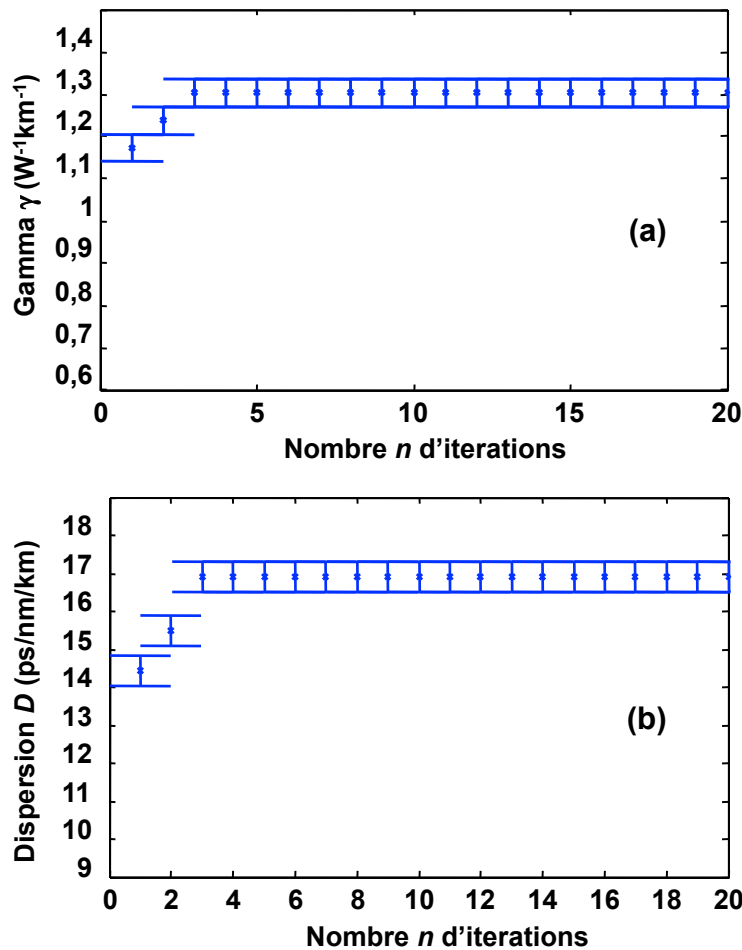 1,4
1,3
1,2
1,1
1
0,9
0,8
0,7
0,6
Gamma γ (W-1km-1)
(a)
0 5 10 15 20
Nombre n d’iterations
18
17
16
15
14
13
12
11
10
9
Dispersion D (ps/nm/km)
(b)
0 2 4 6 8 10 12 14 16 18 20
Nombre n d’iterations